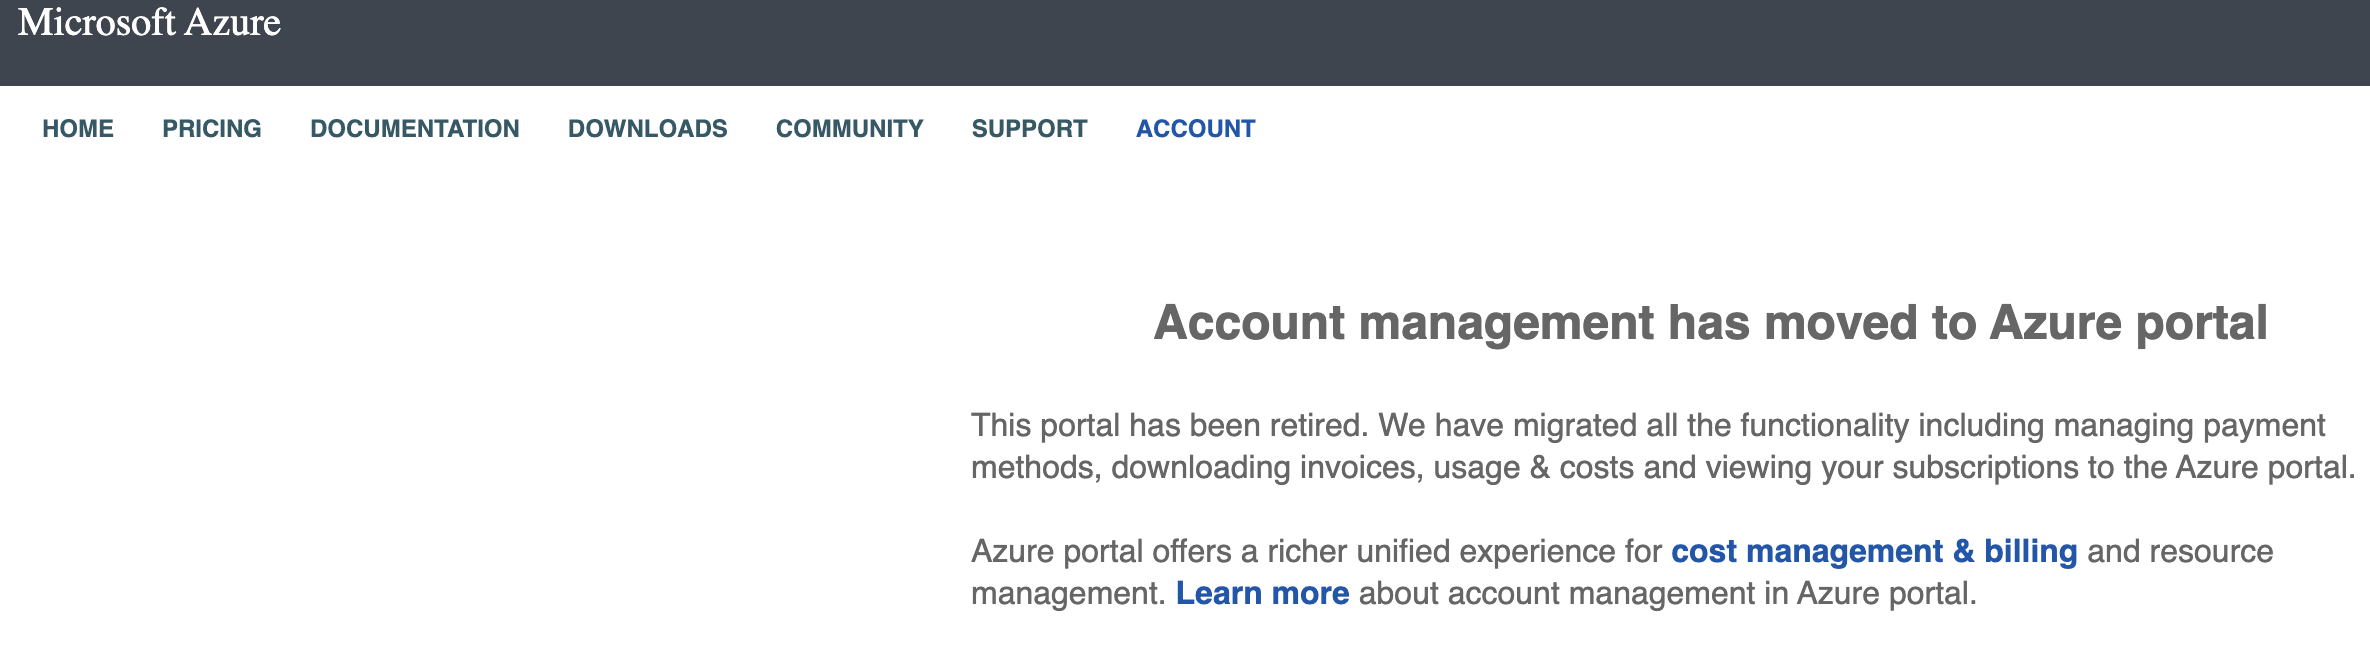 Microsoft Azure
HOME PRICING DOCUMENTATION DOWNLOADS COMMUNITY SUPPORT ACCOUNT
Account management has moved to Azure portal
This portal has been retired. We have migrated all the functionality including managing payment
methods, downloading invoices, usage & costs and viewing your subscriptions to the Azure portal.
Azure portal offers a richer unified experience for cost management & billing and resource
management. Learn more about account management in Azure portal.